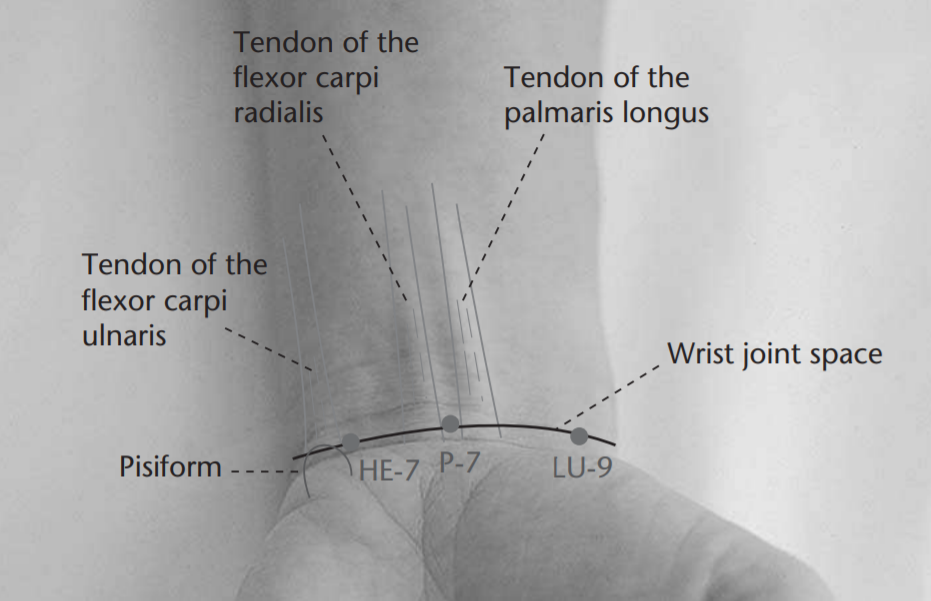 Tendon of the
flexor carpi
radialis
Tendon of the
palmaris longus
Tendon of the
flexor carpi
ulnaris
Wrist joint space
Pisiform
HE-7
P-7
LU-9